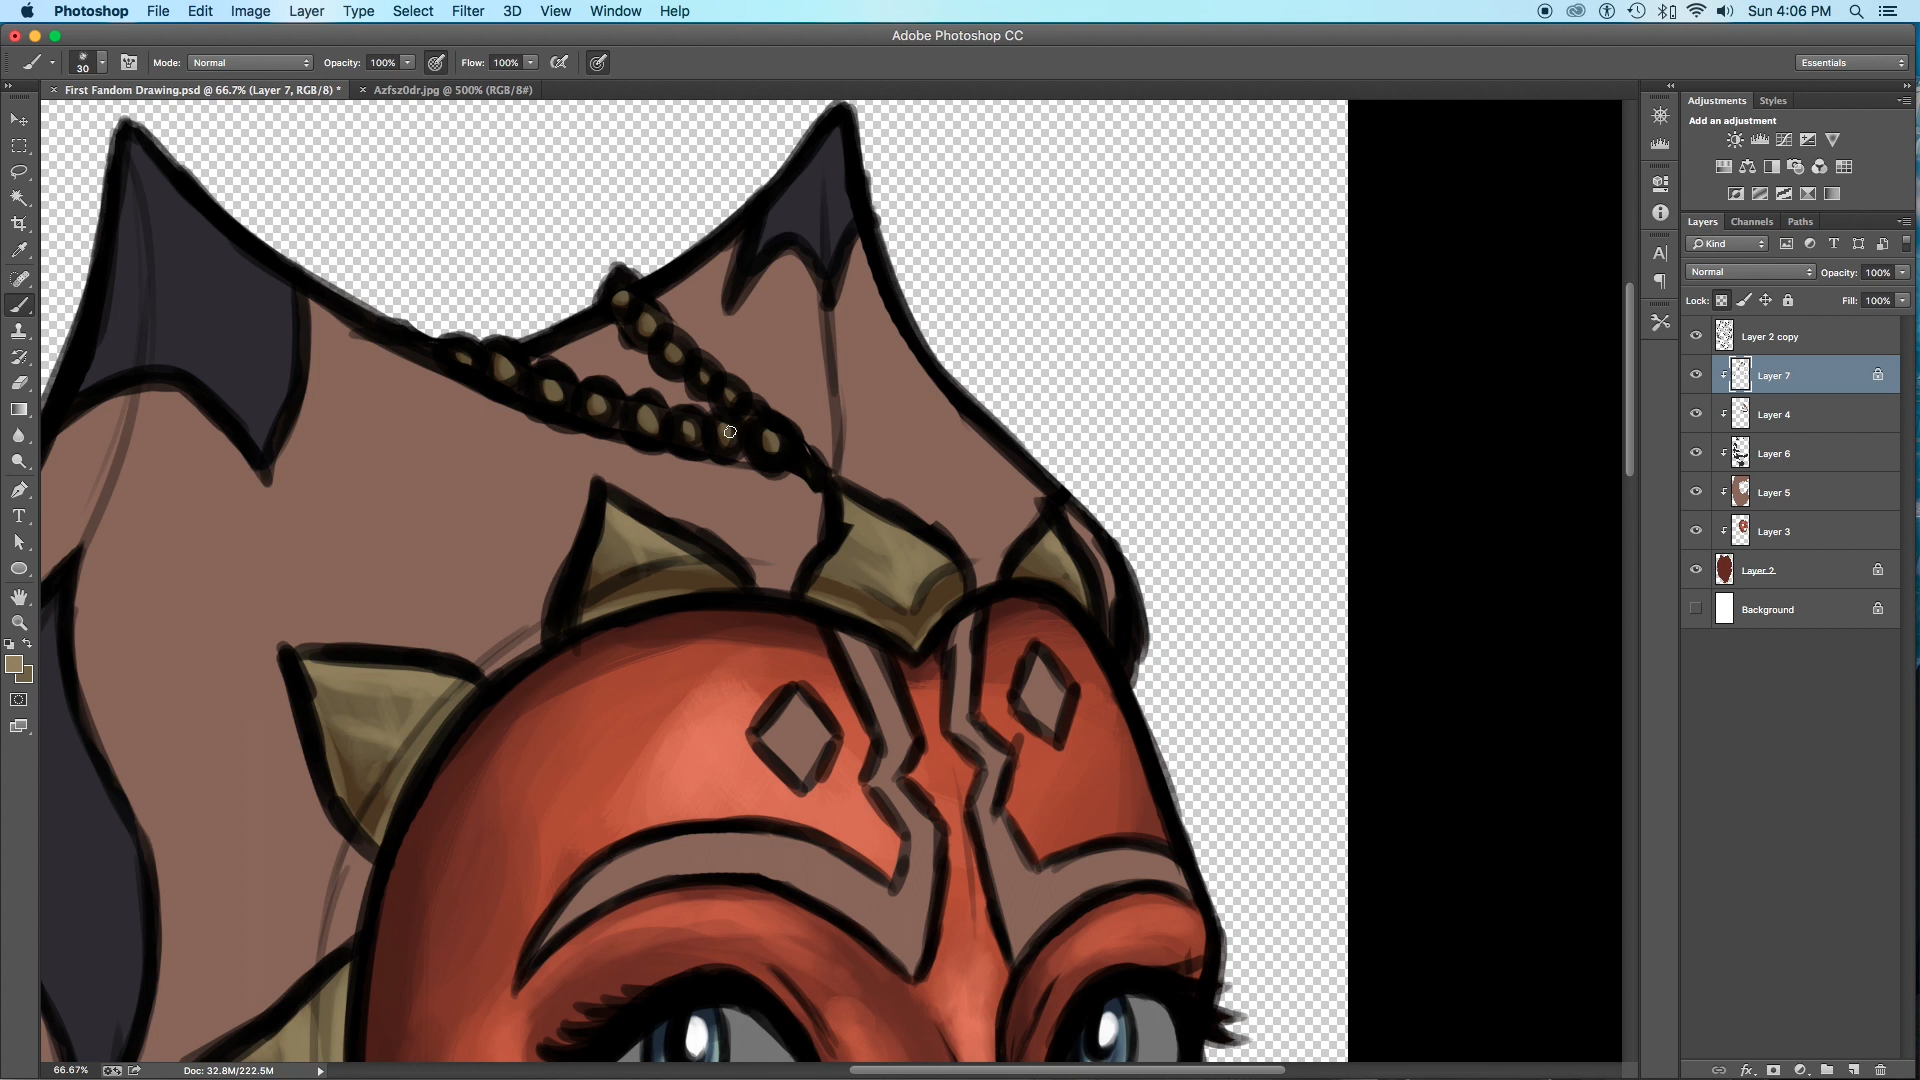 Photoshop File Edit Image Layer Type Select Filter 3D View Window Help Sun 4:06 PM
Adobe Photoshop CC
30 Mode: Normal Opacity: 100% Flow: 100% Essentials
First Fandom Drawing.psd @ 66.7% (Layer 7, RGB/8) * Azfsz0dr.jpg @ 500% (RGB/8#)
Adjustments Styles
Add an adjustment
Layers Channels Paths
Kind
Normal Opacity: 100%
Lock: Fill: 100%
Layer 2 copy
Layer 7
Layer 4
Layer 6
Layer 5
Layer 3
Layer 2
Background
66.67% Doc: 32.8M/222.5M